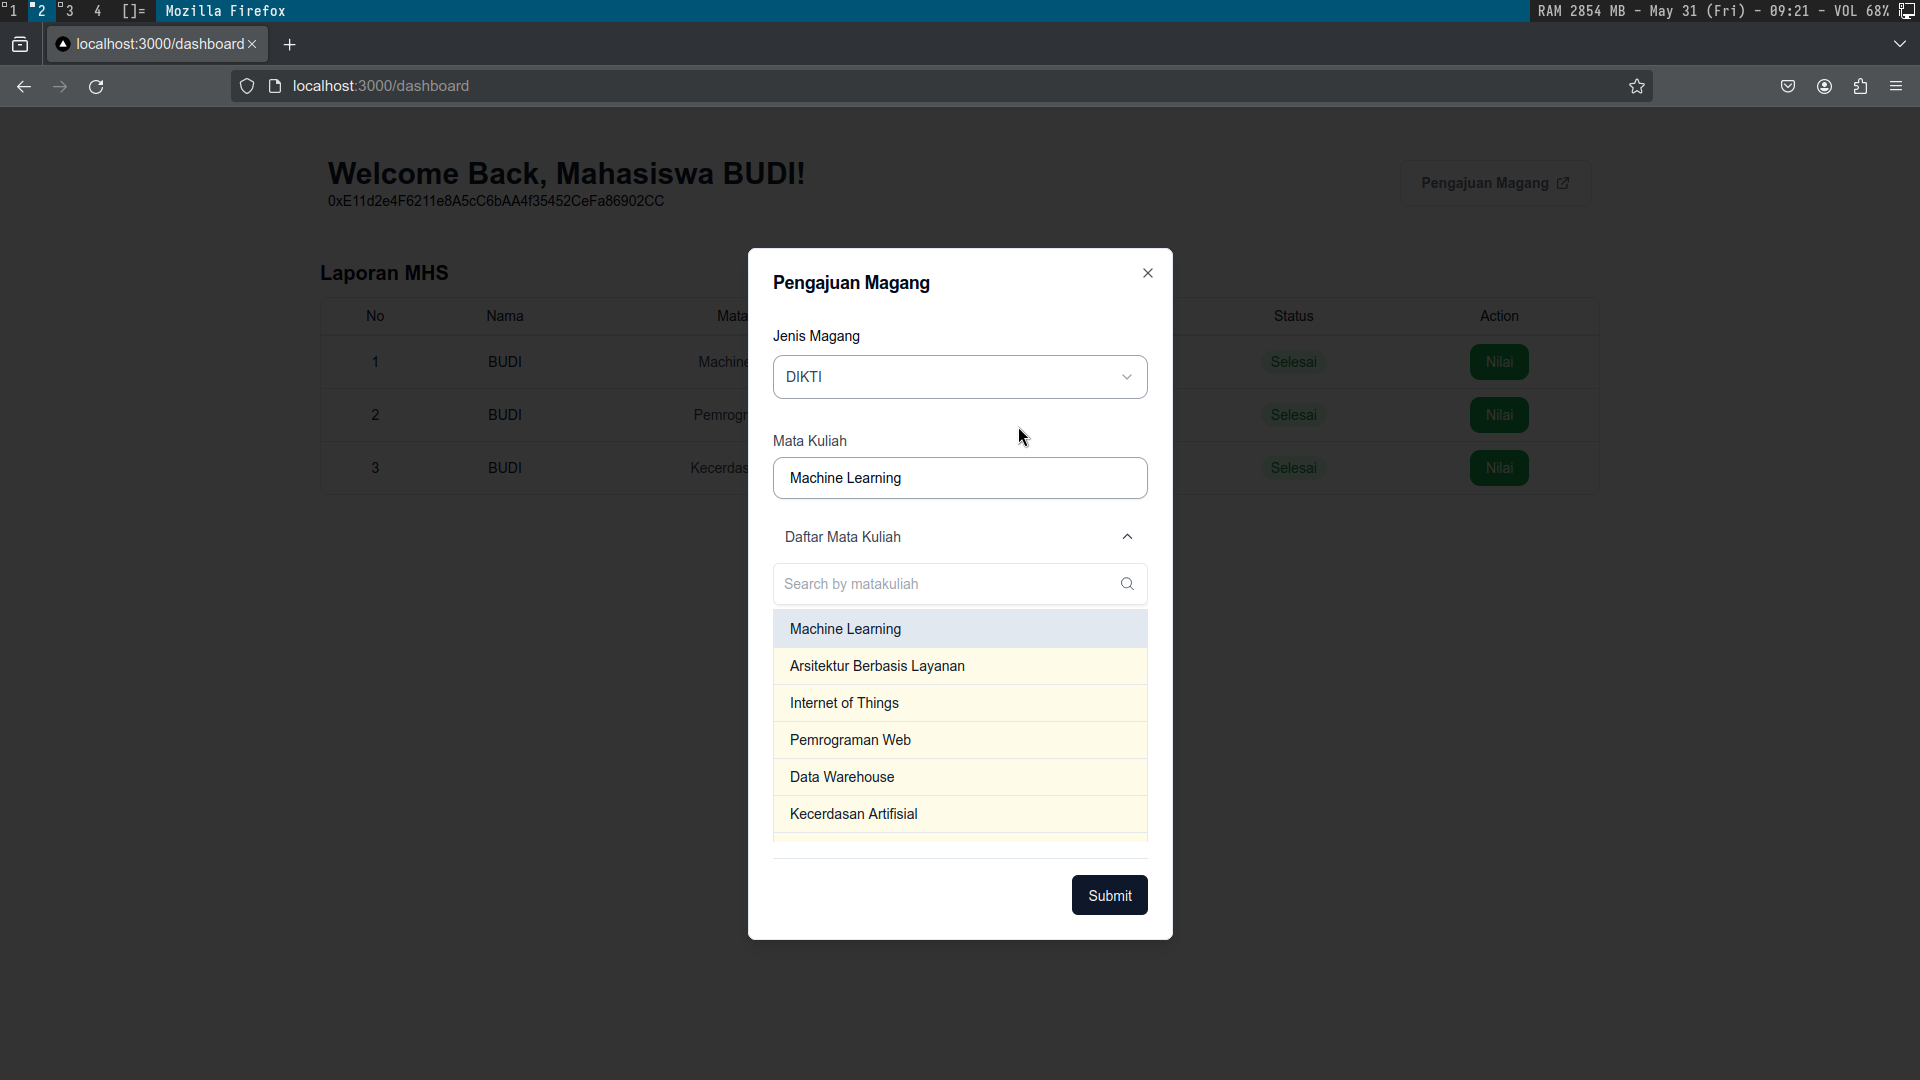 1 2 3 4 []= Mozilla Firefox RAM 2854 MB - May 31 (Fri) - 09:21 - VOL 68%
localhost:3000/dashboard
localhost:3000/dashboard
Welcome Back, Mahasiswa BUDI!
0xE11d2e4F6211e8A5cC6bAA4f35452CeFa86902CC
Pengajuan Magang
Laporan MHS
No Nama Mata Status Action
1 BUDI Machine Selesai Nilai
2 BUDI Pemrogr Selesai Nilai
3 BUDI Kecerdas Selesai Nilai
Pengajuan Magang
Jenis Magang
DIKTI
Mata Kuliah
Machine Learning
Daftar Mata Kuliah
Search by matakuliah
Machine Learning
Arsitektur Berbasis Layanan
Internet of Things
Pemrograman Web
Data Warehouse
Kecerdasan Artifisial
Submit